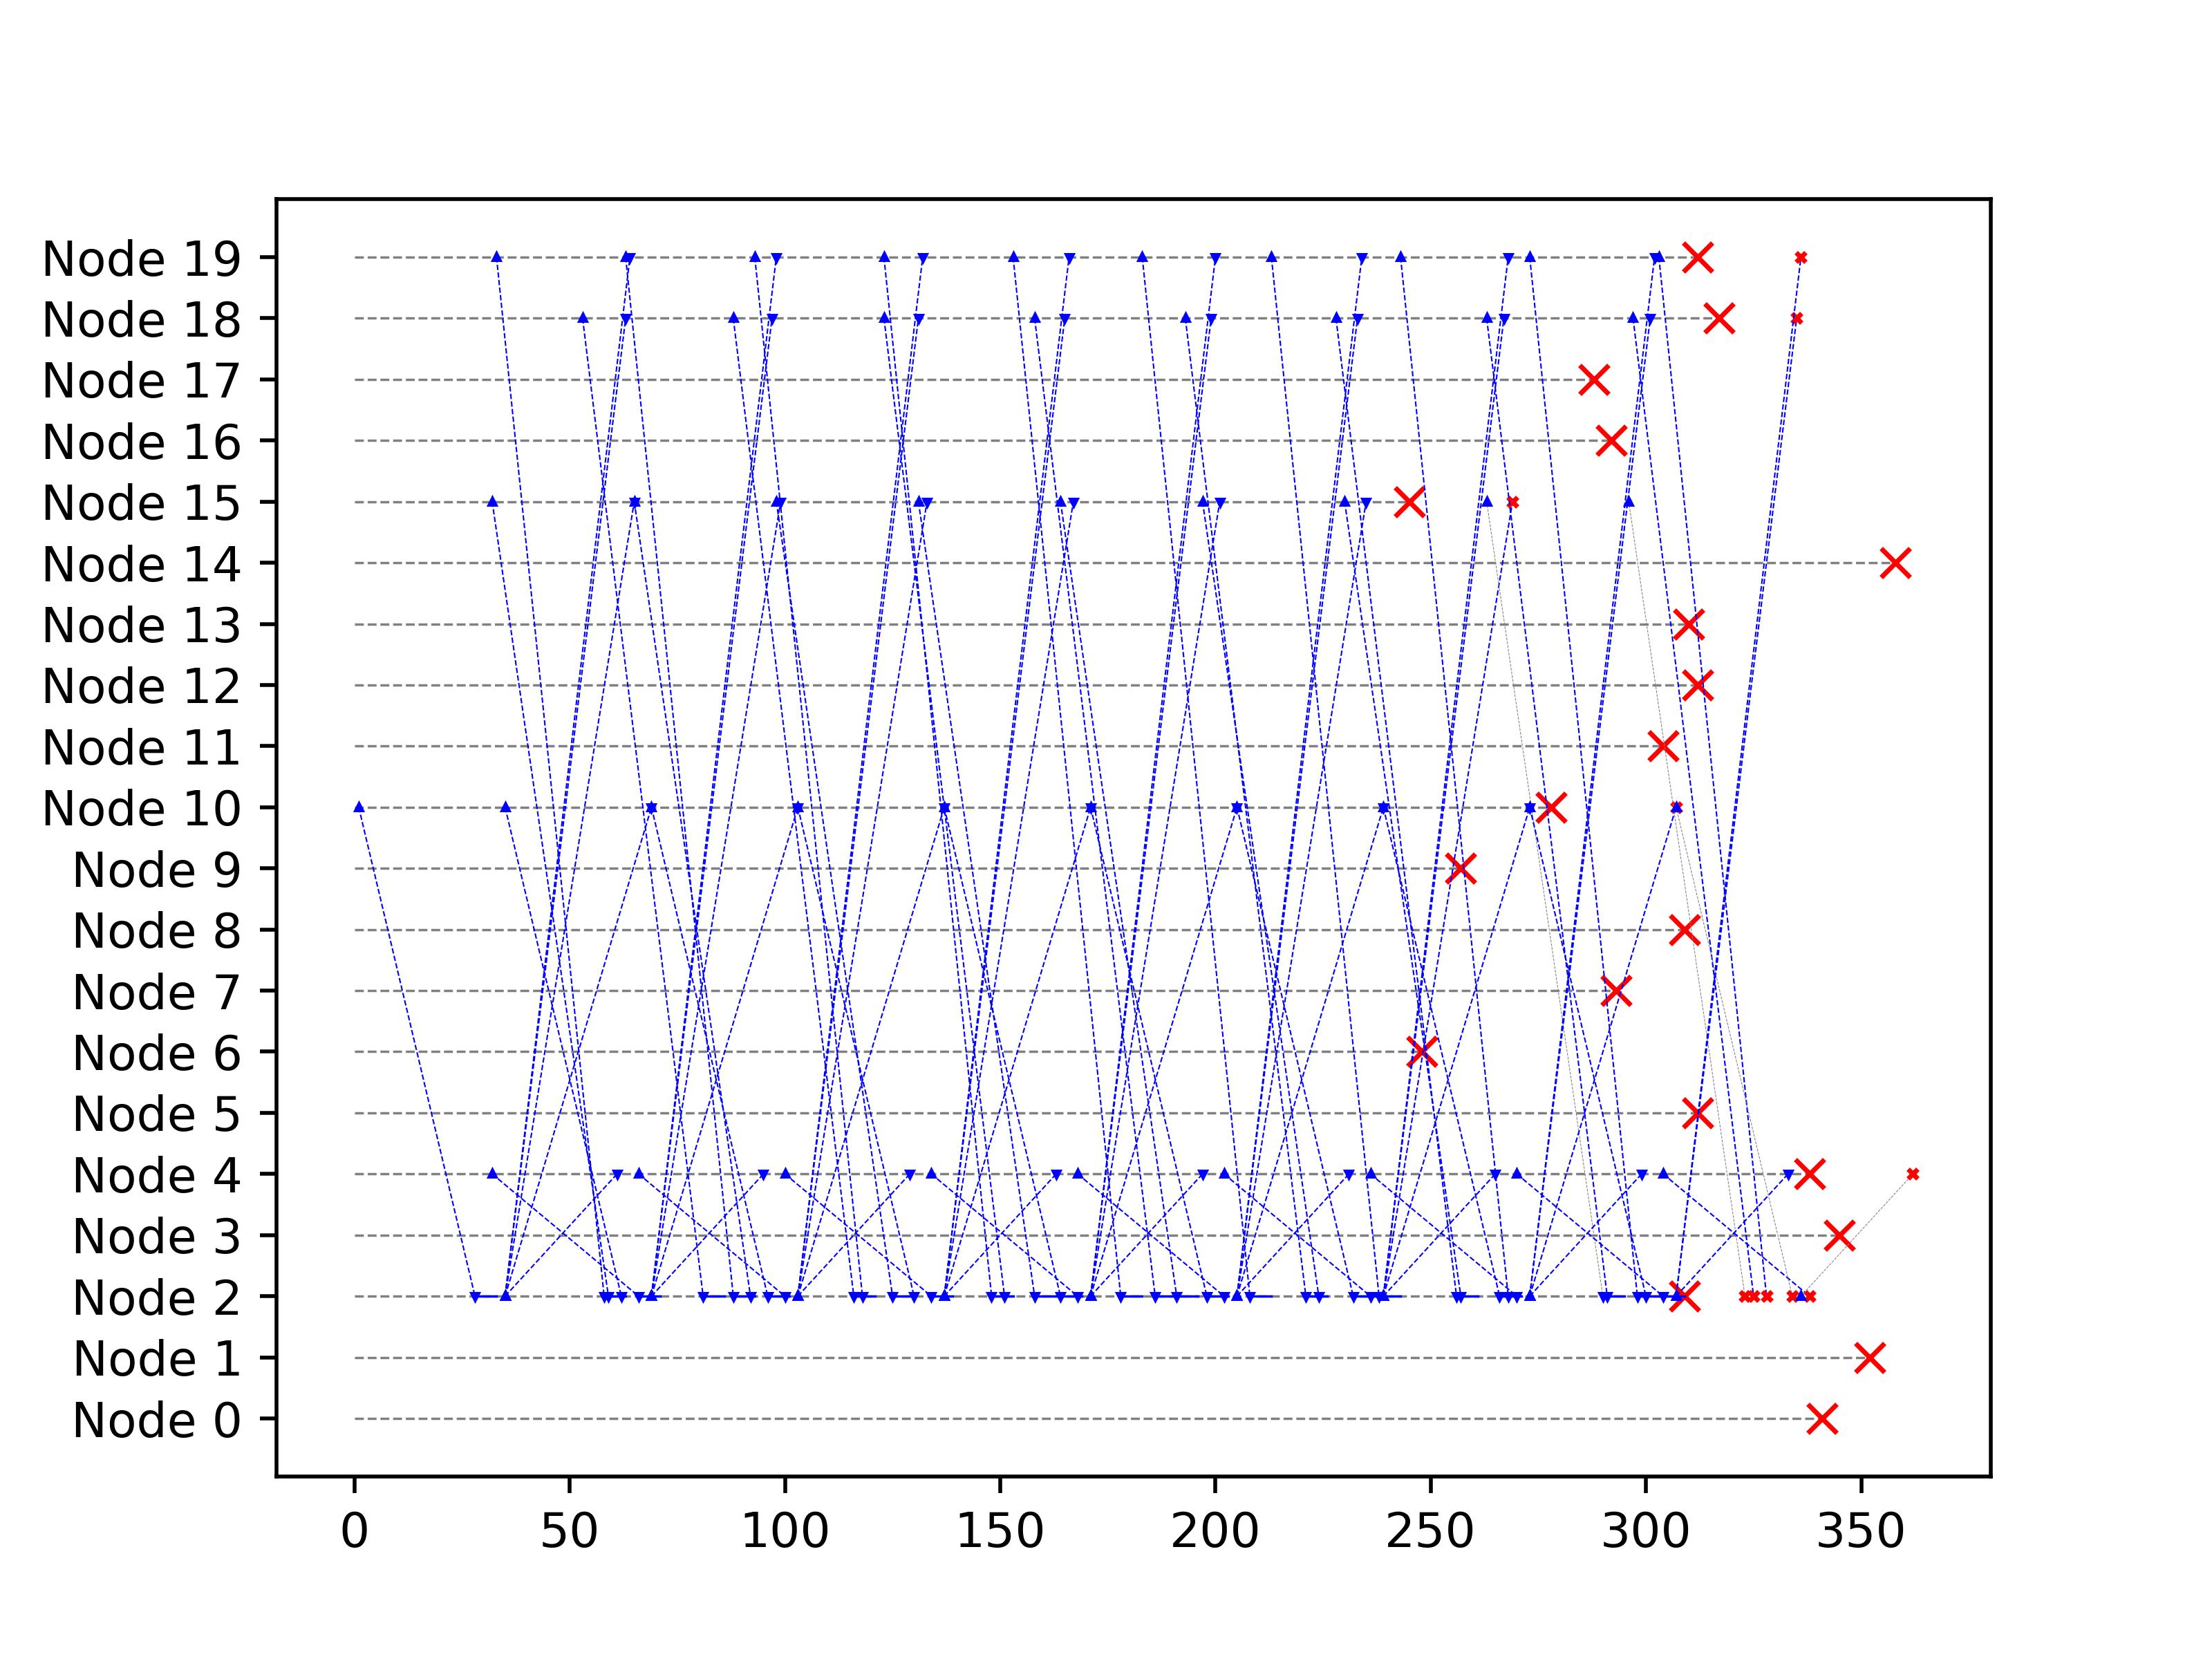 Node 19
Node 18
Node 17
Node 16
Node 15
Node 14
Node 13
Node 12
Node 11
Node 10
Node 9
Node 8
Node 7
Node 6
Node 5
Node 4
Node 3
Node 2
Node 1
Node 0
0 50 100 150 200 250 300 350